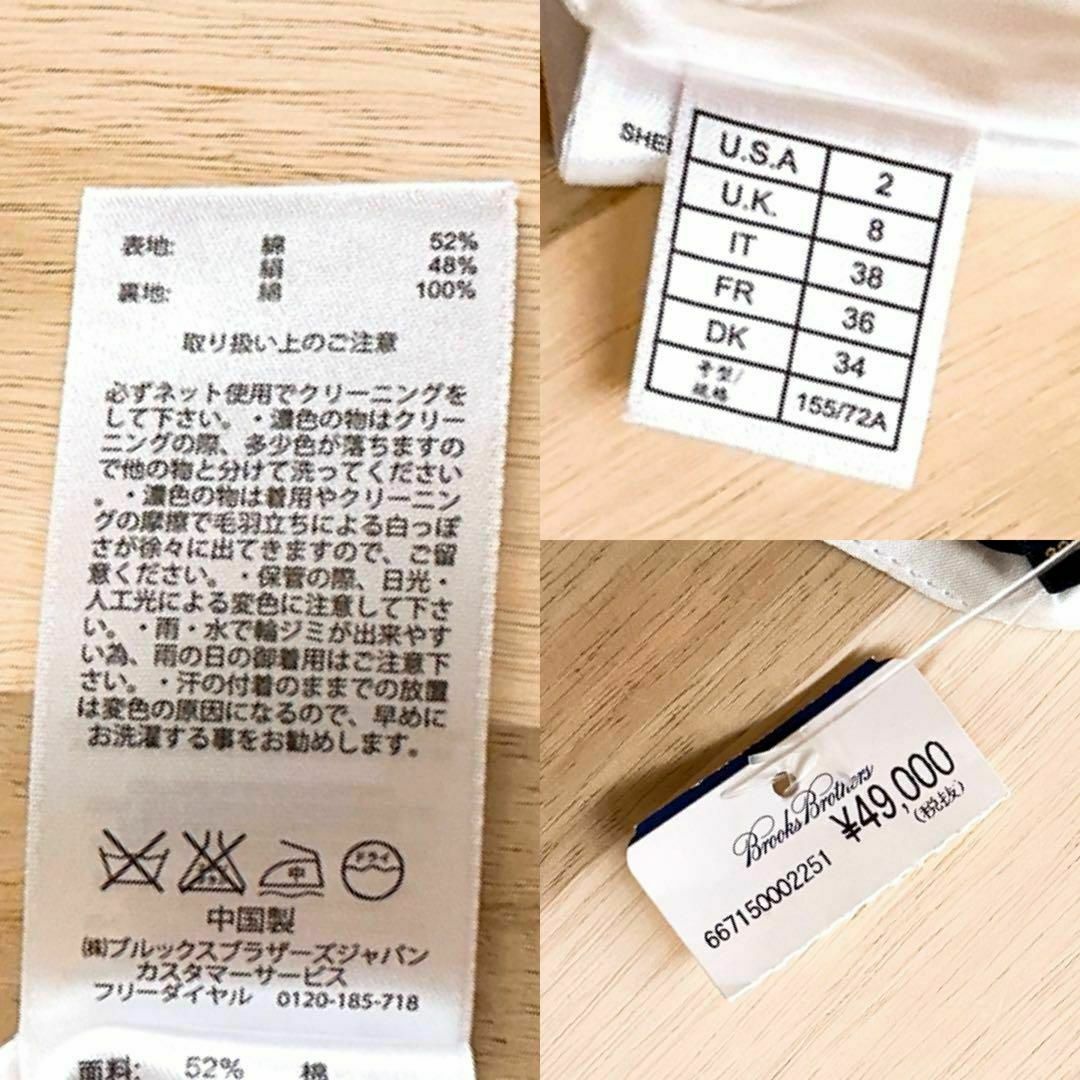 表地: 綿 52%
絹 48%
裏地: 綿 100%
取り扱い上のご注意
必ずネット使用でクリーニングを
して下さい。・濃色の物はクリー
ニングの際、多少色が落ちますの
で他の物と分けて洗ってください
。・濃色の物は着用やクリーニン
グの摩擦で毛羽立ちによる白っぽ
さが徐々に出てきますので、ご留
意ください。・保管の際、日光・
人工光による変色に注意して下さ
い。・雨・水で輪ジミが出来やす
い為、雨の日の御着用はご注意下
さい。・汗の付着のままでの放置
は変色の原因になるので、早めに
お洗濯する事をお勧めします。
中 ドライ
中国製
㈱ブルックスブラザーズジャパン
カスタマーサービス
フリーダイヤル 0120-185-718
面料: 52% 棉
SHE
U.S.A 2
U.K. 8
IT 38
FR 36
DK 34
号型/規格 155/72A
Brooks Brothers
¥49,000
(税抜)
667150002251